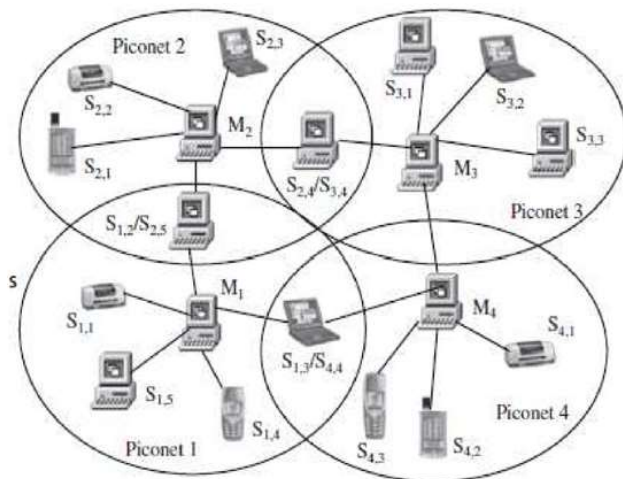 Piconet 2
S2,3
S2,2
M2
S2,1
S2,4/S3,4
S3,1
S3,2
S3,3
M3
Piconet 3
S1,2/S2,5
s
M1
S1,1
S1,5
S1,4
S1,3/S4,4
Piconet 1
M4
S4,1
S4,3
S4,2
Piconet 4